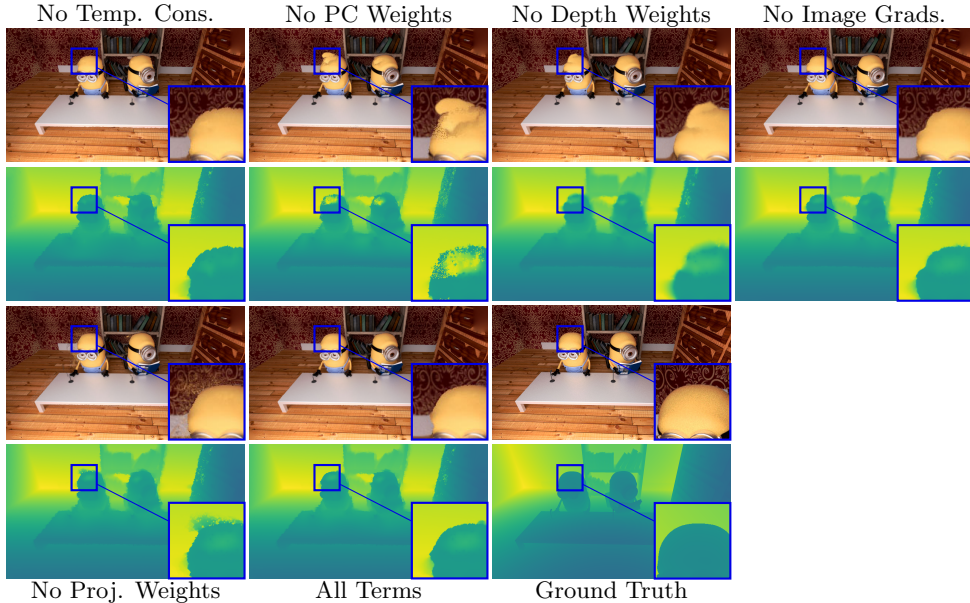 No Temp. Cons.
No PC Weights
No Depth Weights
No Image Grads.
No Proj. Weights
All Terms
Ground Truth